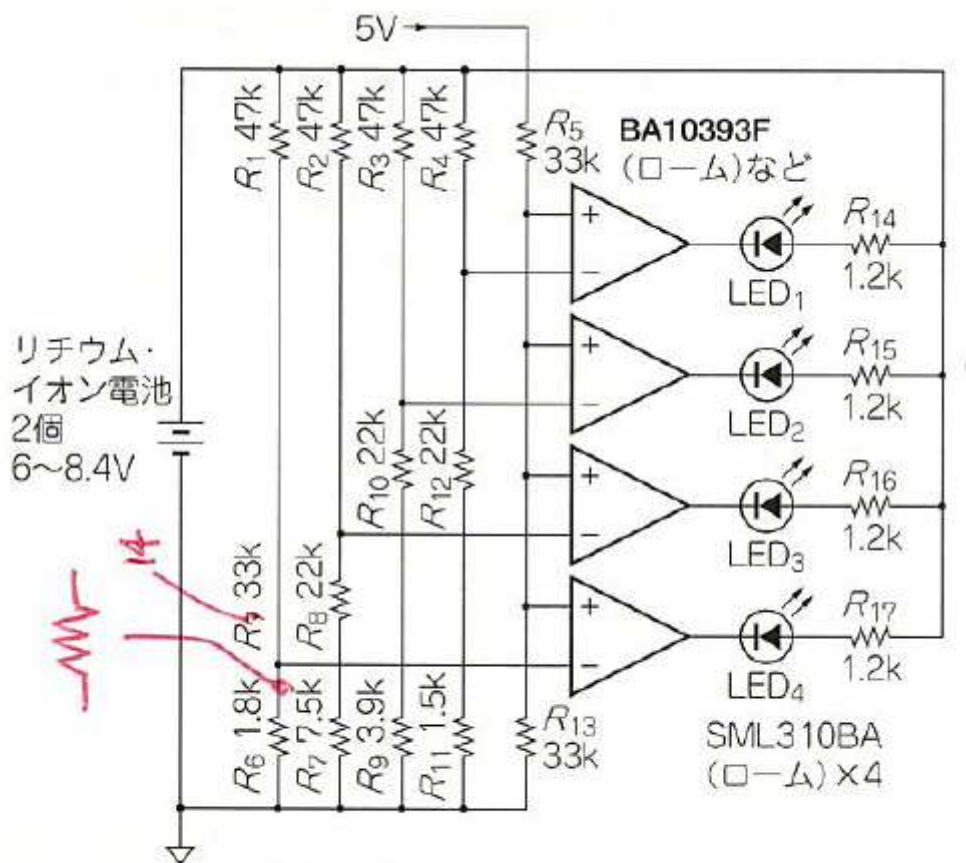 5V
R1 47k
R2 47k
R3 47k
R4 47k
R5
33k
BA10393F
(ローム)など
+
−
LED1
R14
1.2k
リチウム・
イオン電池
2個
6〜8.4V
+
−
LED2
R15
1.2k
R10 22k
R12 22k
+
−
LED3
R16
1.2k
14
33k
R8 22k
+
−
LED4
R17
1.2k
R6 1.8k
R7 7.5k
R9 3.9k
R11 1.5k
R13
33k
SML310BA
(ローム)×4